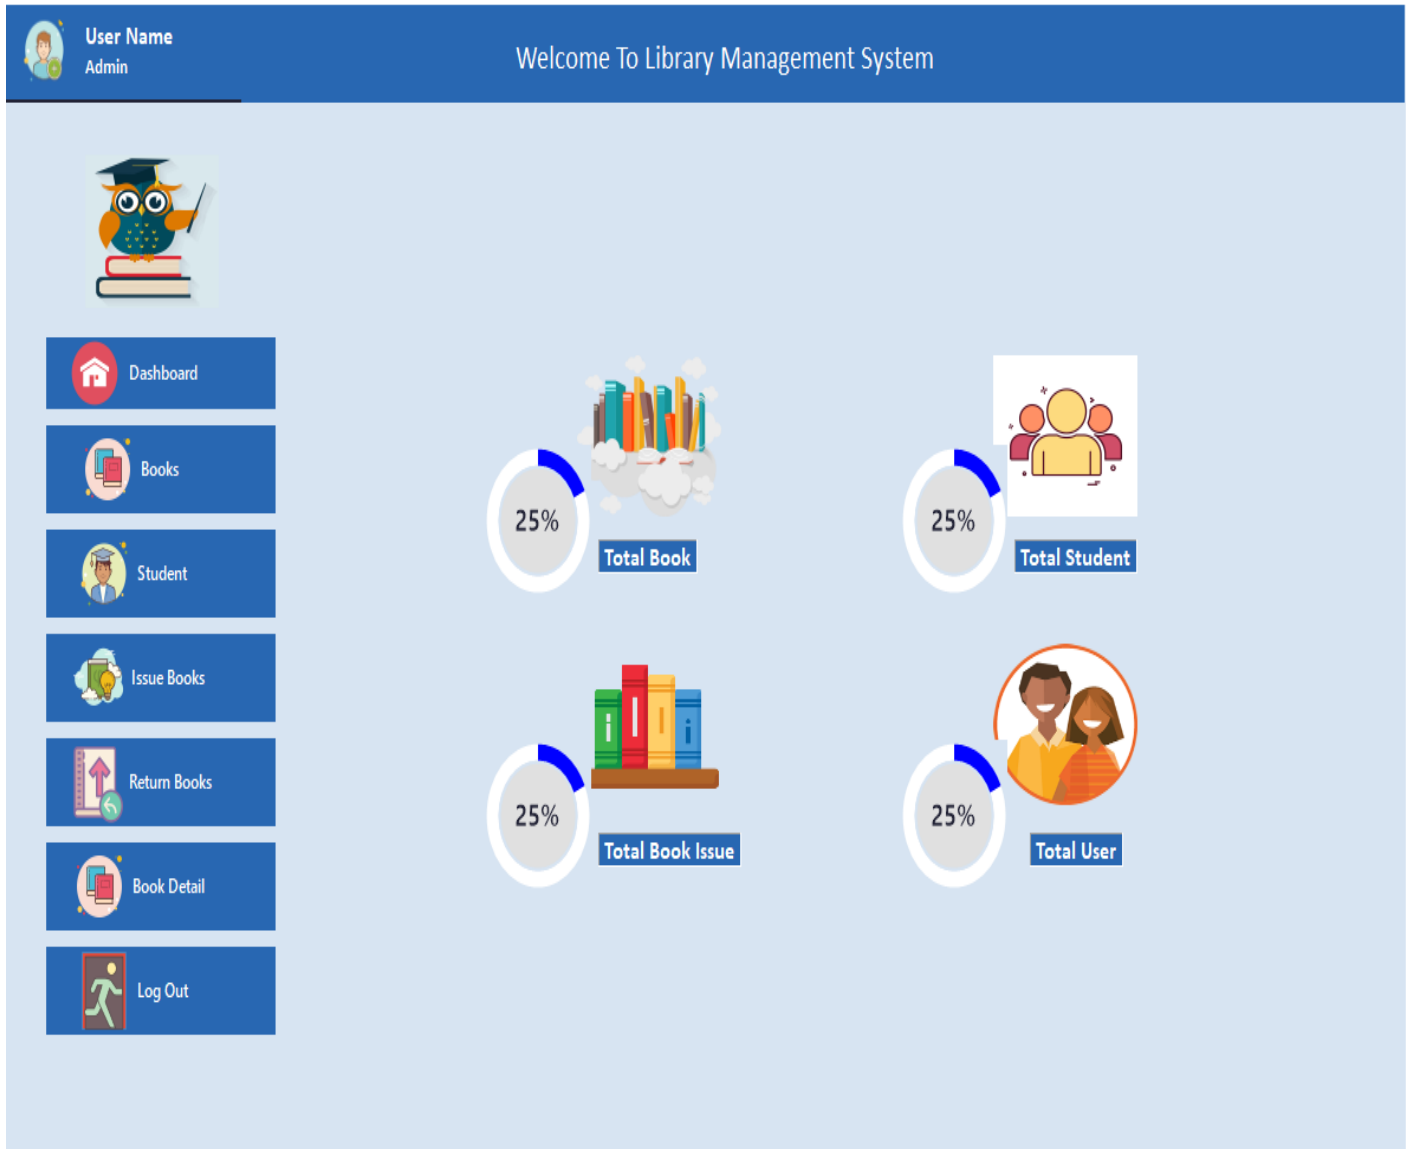 User Name
Admin
Welcome To Library Management System
Dashboard
Books
Student
Issue Books
Return Books
Book Detail
Log Out
25%
Total Book
25%
Total Student
25%
Total Book Issue
25%
Total User